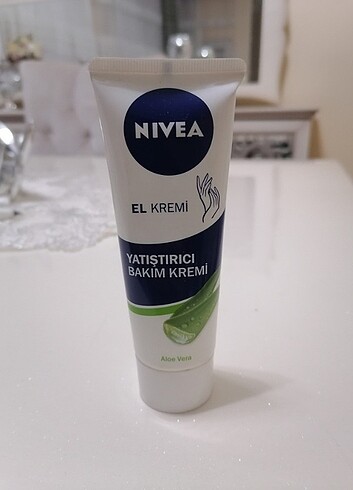 NIVEA
EL KREMİ
YATIŞTIRICI
BAKIM KREMİ
Aloe Vera